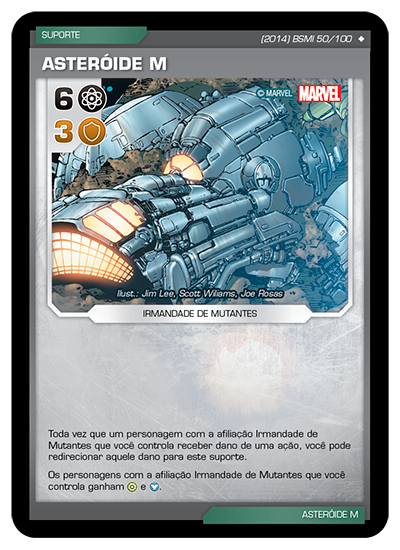 SUPORTE
(2014) BSMI 50/100
ASTERÓIDE M
6
3
© MARVEL
MARVEL
Ilust.: Jim Lee, Scott Wiliams, Joe Rosas
IRMANDADE DE MUTANTES
Toda vez que um personagem com a afiliação Irmandade de
Mutantes que você controla receber dano de uma ação, você pode
redirecionar aquele dano para este suporte.
Os personagens com a afiliação Irmandade de Mutantes que você
controla ganham e .
ASTERÓIDE M